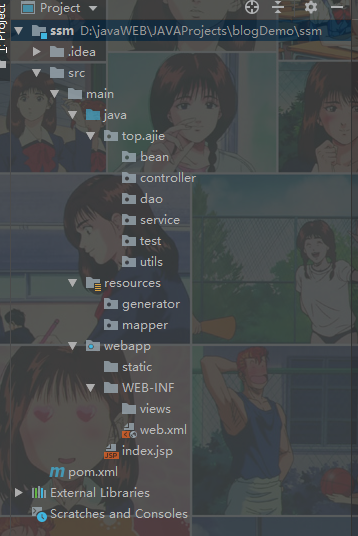 1: Project
Project
ssm D:\javaWEB\JAVAProjects\blogDemo\ssm
.idea
src
main
java
top.ajie
bean
controller
dao
service
test
utils
resources
generator
mapper
webapp
static
WEB-INF
views
web.xml
index.jsp
pom.xml
External Libraries
Scratches and Consoles